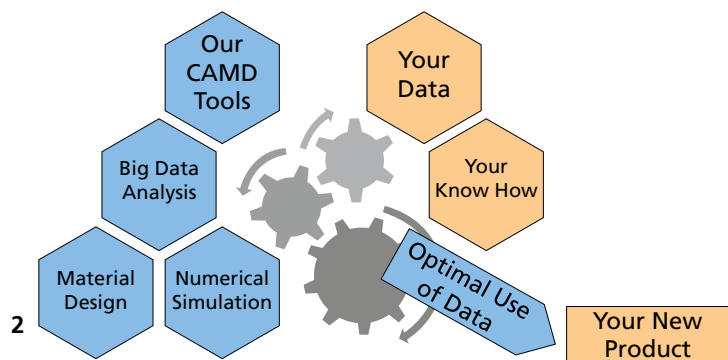 Our
CAMD
Tools
Your
Data
Big Data
Analysis
Your
Know How
Material
Design
Numerical
Simulation
Optimal Use
of Data
2
Your New
Product